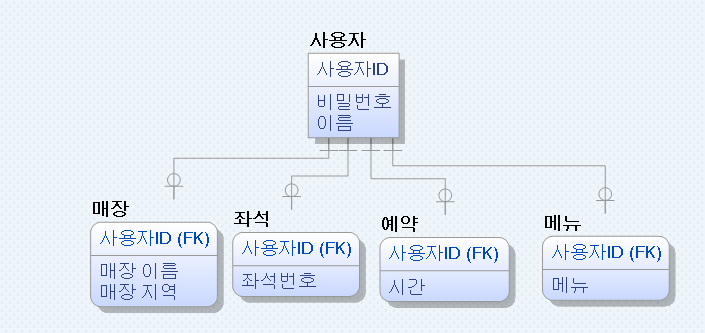 사용자
사용자ID
비밀번호
이름
매장
사용자ID (FK)
매장 이름
매장 지역
좌석
사용자ID (FK)
좌석번호
예약
사용자ID (FK)
시간
메뉴
사용자ID (FK)
메뉴